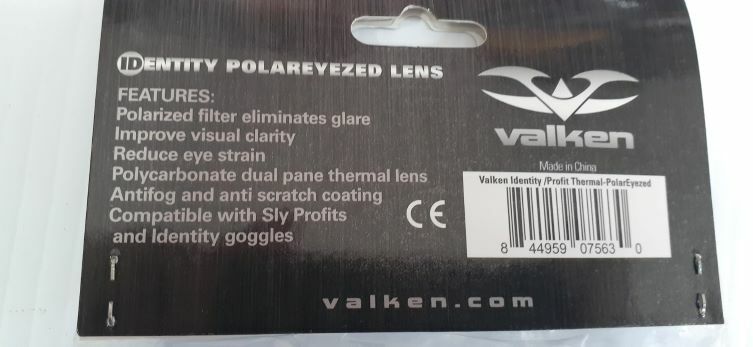 IDENTITY POLAREYEZED LENS
FEATURES:
Polarized filter eliminates glare
Improve visual clarity
Reduce eye strain
Polycarbonate dual pane thermal lens
Antifog and anti scratch coating
Compatible with Sly Profits
and Identity goggles
CE
valken
Made in China
Valken Identity /Profit Thermal-PolarEyezed
8 44959 07563 0
valken.com